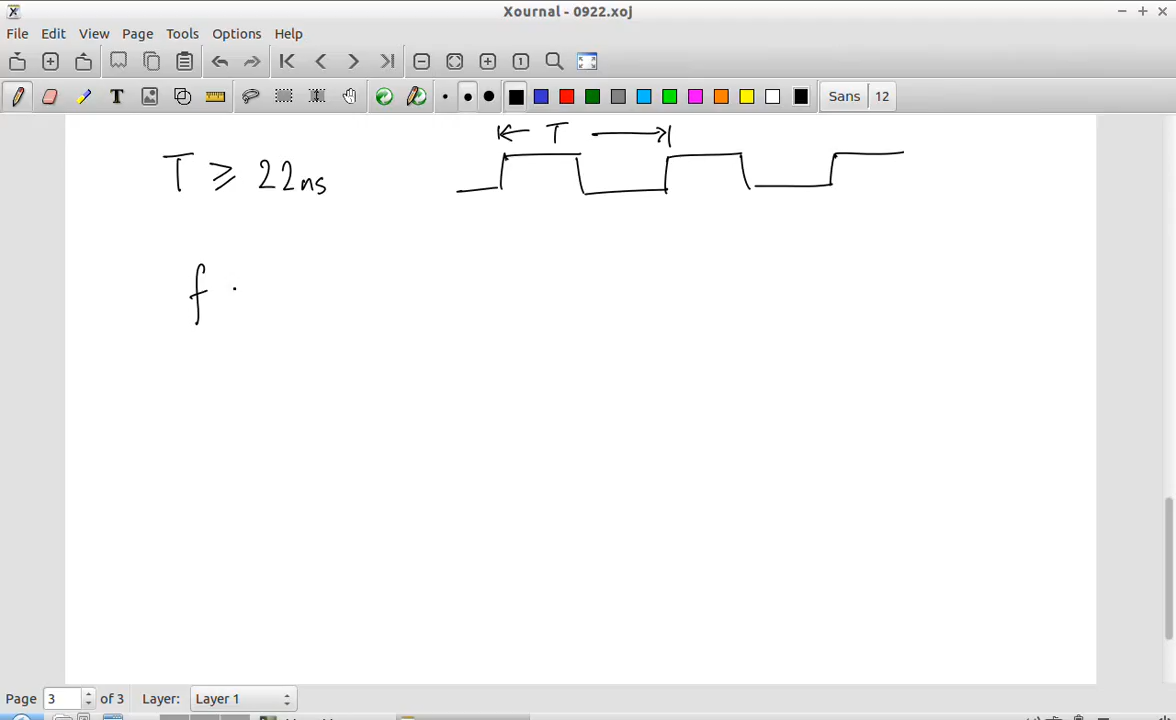 Xournal - 0922.xoj
File Edit View Page Tools Options Help
Sans 12
← T →
T ⩾ 22ns
f
Page 3 of 3 Layer: Layer 1